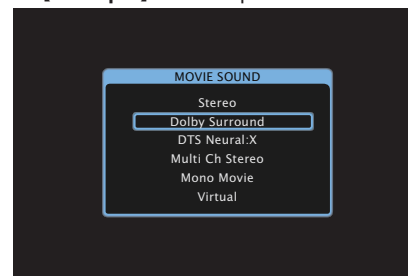 MOVIE SOUND
Stereo
Dolby Surround
DTS Neural:X
Multi Ch Stereo
Mono Movie
Virtual